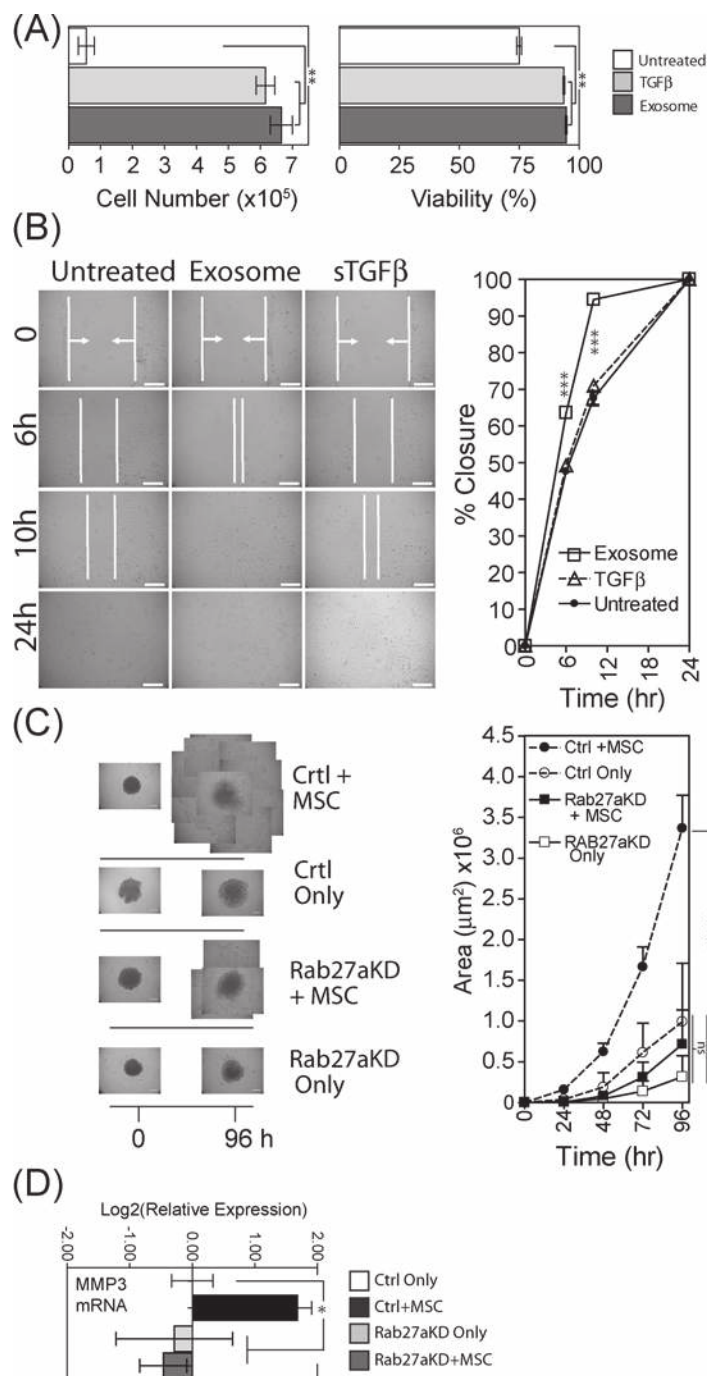 (A)
**
**
Untreated
TGFβ
Exosome
0 1 2 3 4 5 6 7
Cell Number (x10⁵)
0 25 50 75 100
Viability (%)
(B)
Untreated Exosome sTGFβ
0
6h
10h
24h
100
90
80
70
60
50
40
30
20
10
0
% Closure
***
***
Exosome
TGFβ
Untreated
0 6 12 18 24
Time (hr)
(C)
Crtl +
MSC
Crtl
Only
Rab27aKD
+ MSC
Rab27aKD
Only
0 96 h
Ctrl +MSC
Ctrl Only
Rab27aKD
+ MSC
RAB27aKD
Only
4.5
4.0
3.5
3.0
2.5
2.0
1.5
1.0
0.5
0
Area (μm²) x10⁶
ns
0 24 48 72 96
Time (hr)
(D)
Log2(Relative Expression)
-2.00 -1.00 0.00 1.00 2.00
MMP3
mRNA
*
Ctrl Only
Ctrl+MSC
Rab27aKD Only
Rab27aKD+MSC